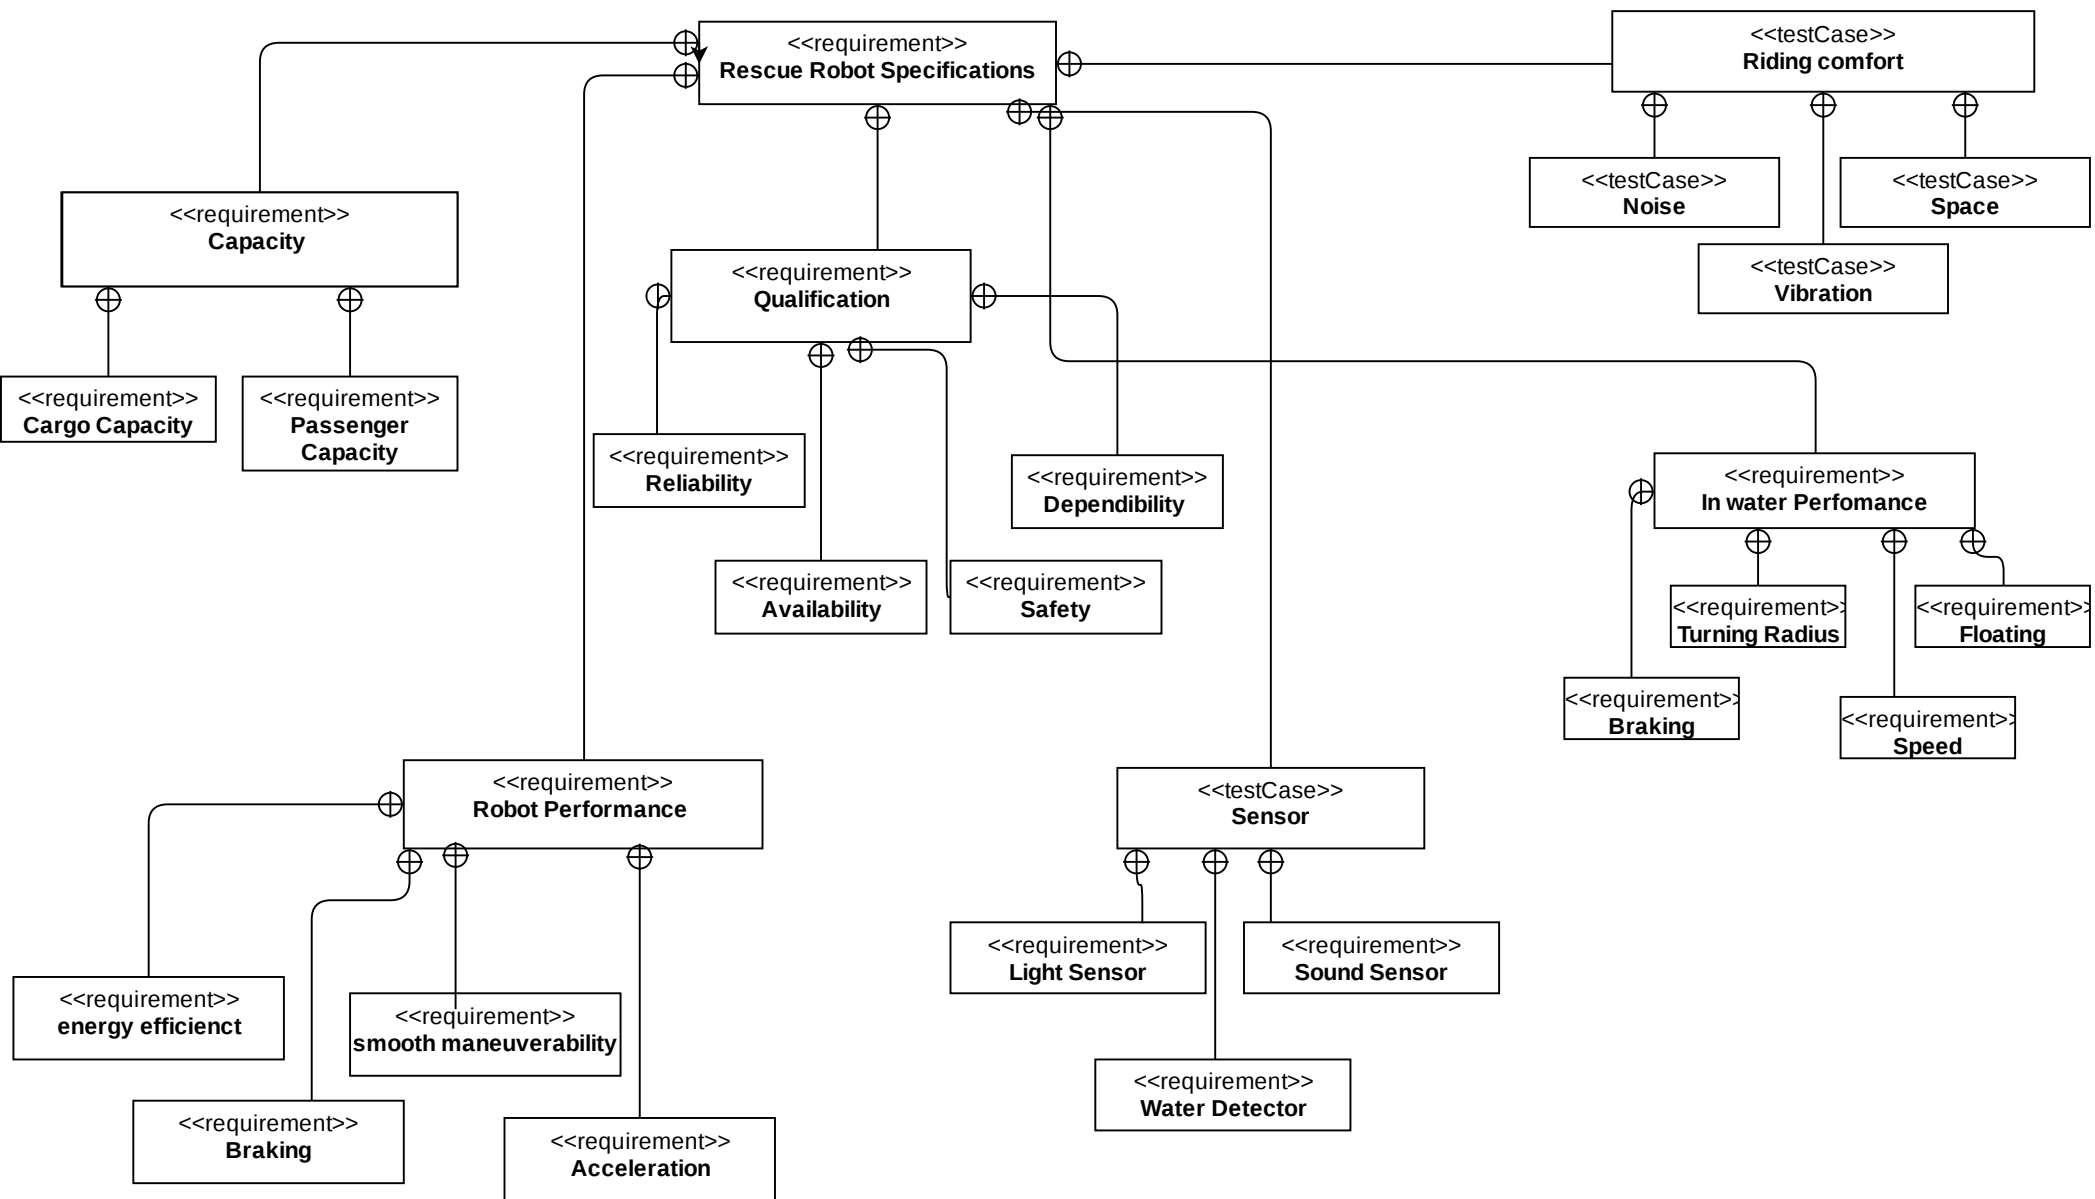 <<requirement>>
Rescue Robot Specifications
<<testCase>>
Riding comfort
<<testCase>>
Noise
<<testCase>>
Space
<<testCase>>
Vibration
<<requirement>>
Capacity
<<requirement>>
Qualification
<<requirement>>
Cargo Capacity
<<requirement>>
Passenger
Capacity
<<requirement>>
Reliability
<<requirement>>
Dependibility
<<requirement>>
In water Perfomance
<<requirement>>
Availability
<<requirement>>
Safety
<<requirement>
Turning Radius
<<requirement>
Floating
<<requirement>
Braking
<<requirement>
Speed
<<requirement>>
Robot Performance
<<testCase>>
Sensor
<<requirement>>
Light Sensor
<<requirement>>
Sound Sensor
<<requirement>>
energy efficienct
<<requirement>>
smooth maneuverability
<<requirement>>
Water Detector
<<requirement>>
Braking
<<requirement>>
Acceleration